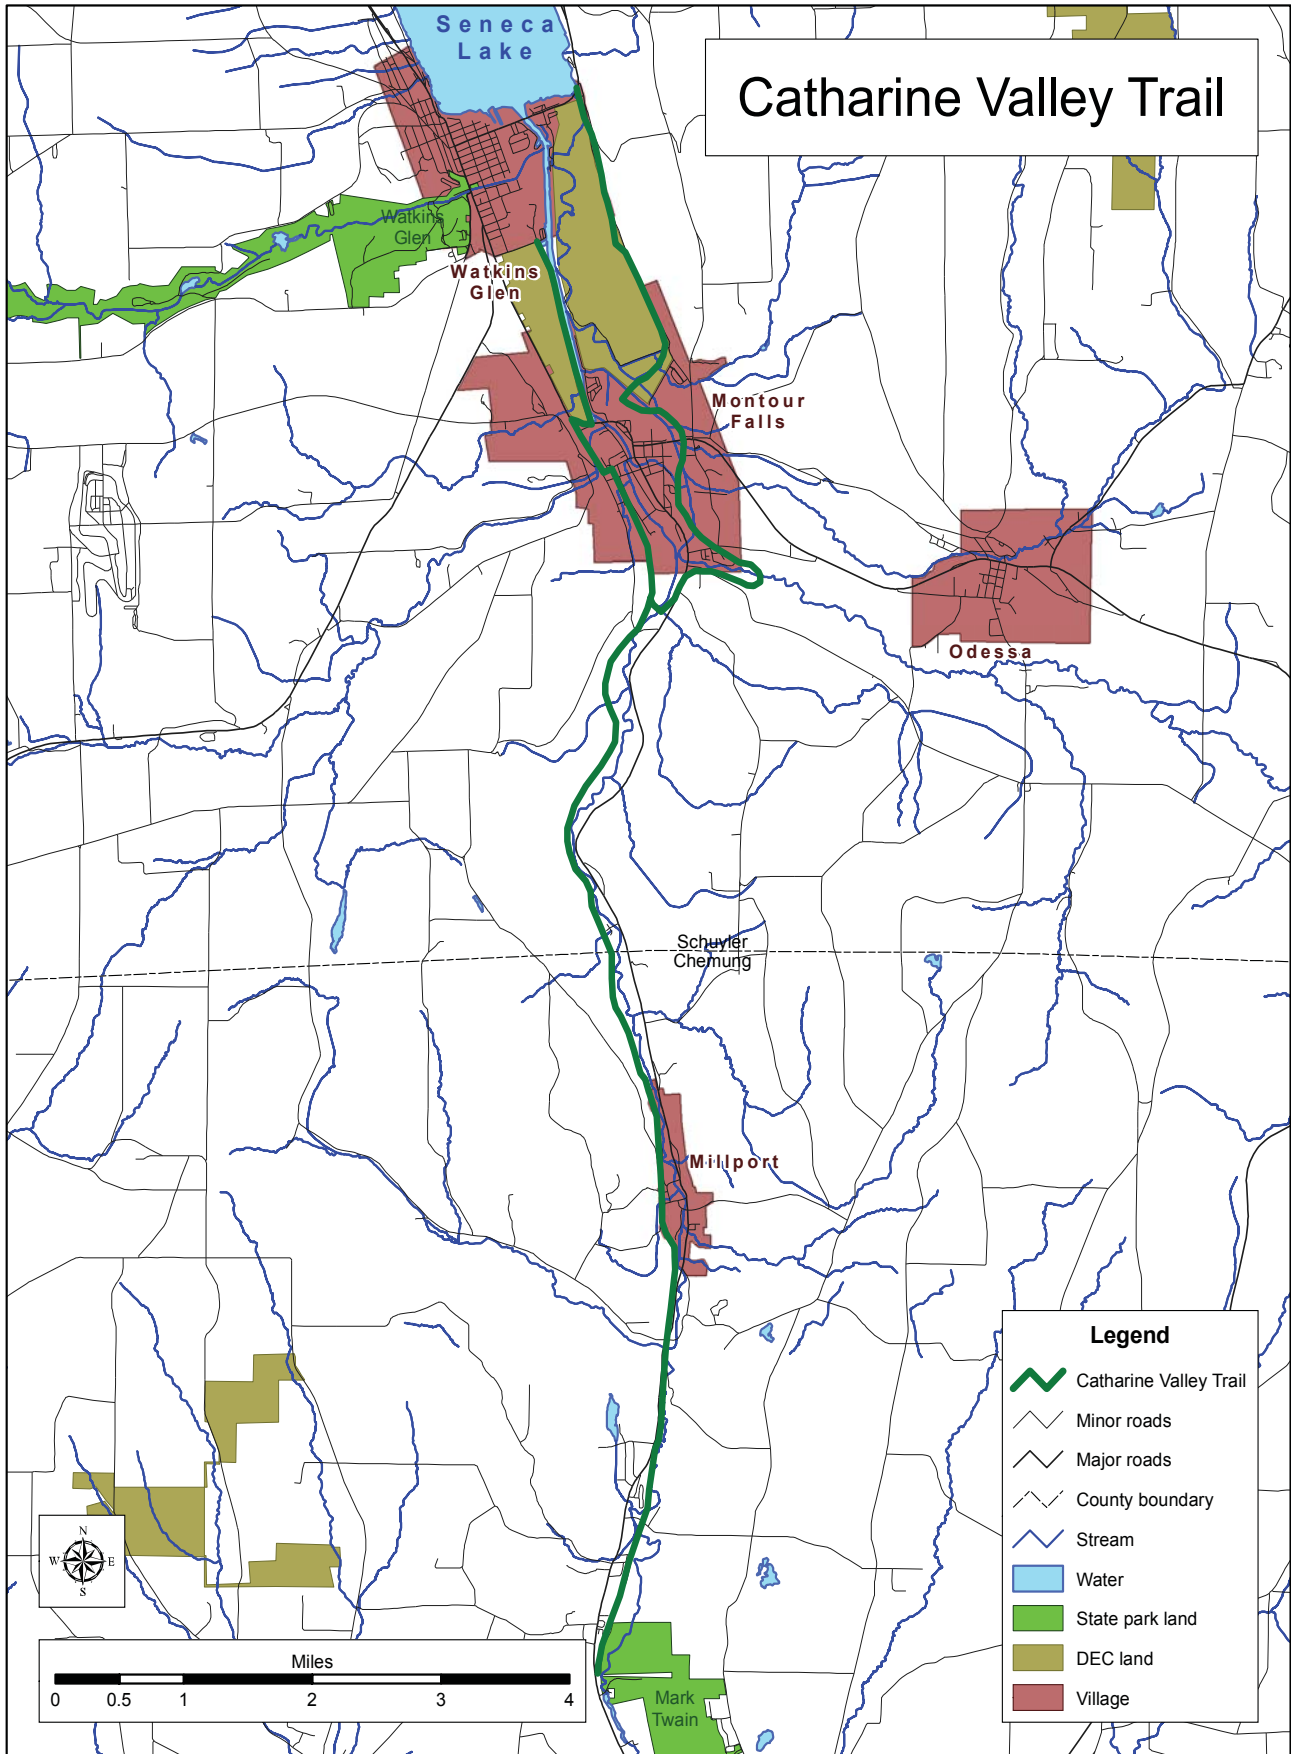 Seneca
Lake
Catharine Valley Trail
Watkins
Glen
Watkins
Glen
Montour
Falls
Odessa
Schuyler
Chemung
Millport
Legend
Catharine Valley Trail
Minor roads
Major roads
County boundary
Stream
Water
State park land
DEC land
Village
N
W E
S
Miles
0 0.5 1 2 3 4
Mark
Twain